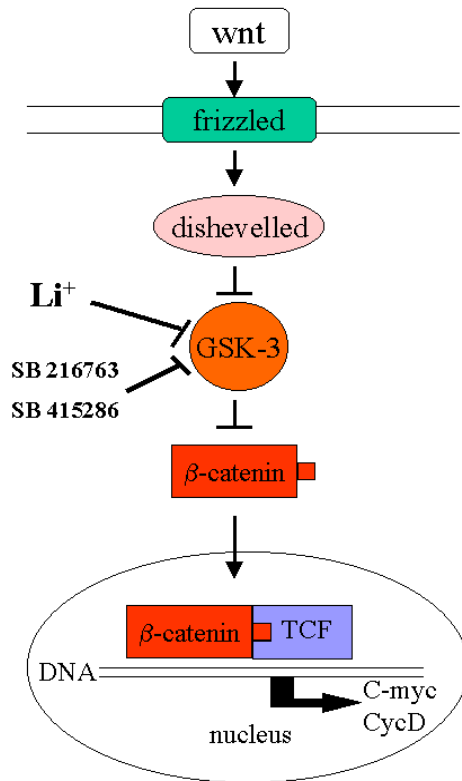 wnt
frizzled
dishevelled
Li⁺
GSK-3
SB 216763
SB 415286
β-catenin
β-catenin
TCF
DNA
C-myc
CycD
nucleus